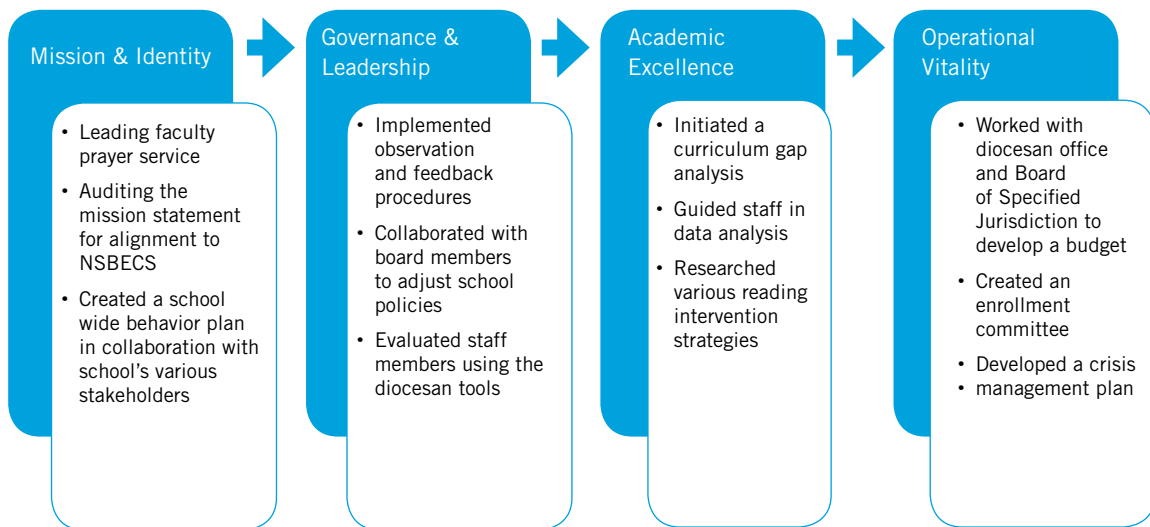 Mission & Identity
• Leading faculty
prayer service
• Auditing the
mission statement
for alignment to
NSBECS
• Created a school
wide behavior plan
in collaboration with
school's various
stakeholders
Governance &
Leadership
• Implemented
observation
and feedback
procedures
• Collaborated with
board members
to adjust school
policies
• Evaluated staff
members using the
diocesan tools
Academic
Excellence
• Initiated a
curriculum gap
analysis
• Guided staff in
data analysis
• Researched
various reading
intervention
strategies
Operational
Vitality
• Worked with
diocesan office
and Board
of Specified
Jurisdiction to
develop a budget
• Created an
enrollment
committee
• Developed a crisis
• management plan